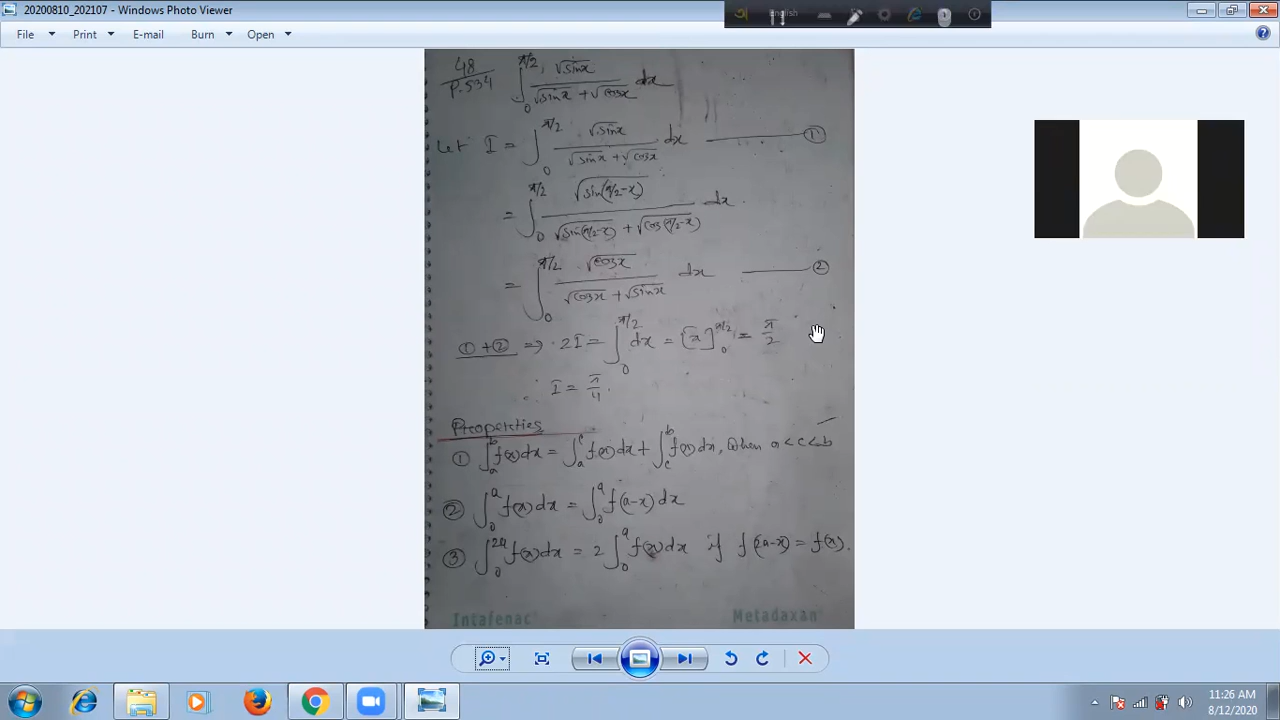 20200810_202107 - Windows Photo Viewer
English
File Print E-mail Burn Open
48/P.534 ∫₀^{π/2} √sinx/(√sinx + √cosx) dx
Let I = ∫₀^{π/2} √sinx/(√sinx + √cosx) dx ——— ①
= ∫₀^{π/2} √sin(π/2-x)/(√sin(π/2-x) + √cos(π/2-x)) dx.
= ∫₀^{π/2} √cosx/(√cosx + √sinx) dx ——— ②
① + ② ⇒ 2I = ∫₀^{π/2} dx = [x]₀^{π/2} = π/2
∴ I = π/4.
Properties
① ∫ₐᵇ f(x)dx = ∫ₐᶜ f(x)dx + ∫꜀ᵇ f(x)dx, When a < c < b
② ∫₀ᵃ f(x)dx = ∫₀ᵃ f(a-x)dx
③ ∫₀²ᵃ f(x)dx = 2 ∫₀ᵃ f(x)dx if f(2a-x) = f(x).
Intafenac Metadaxan
11:26 AM
8/12/2020